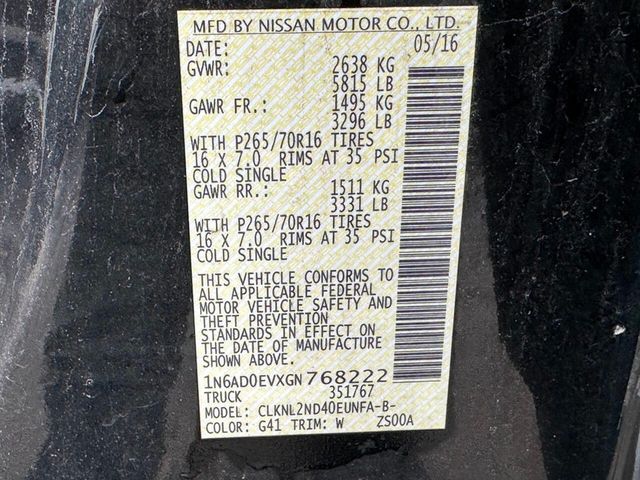 MFD BY NISSAN MOTOR CO., LTD.
DATE: 05/16
GVWR: 2638 KG
5815 LB
GAWR FR.: 1495 KG
3296 LB
WITH P265/70R16 TIRES
16 X 7.0 RIMS AT 35 PSI
COLD SINGLE
GAWR RR.: 1511 KG
3331 LB
WITH P265/70R16 TIRES
16 X 7.0 RIMS AT 35 PSI
COLD SINGLE
THIS VEHICLE CONFORMS TO
ALL APPLICABLE FEDERAL
MOTOR VEHICLE SAFETY AND
THEFT PREVENTION
STANDARDS IN EFFECT ON
THE DATE OF MANUFACTURE
SHOWN ABOVE.
1N6AD0EVXGN768222
TRUCK 351767
MODEL: CLKNL2ND40EUNFA-B-
COLOR: G41 TRIM: W ZS00A